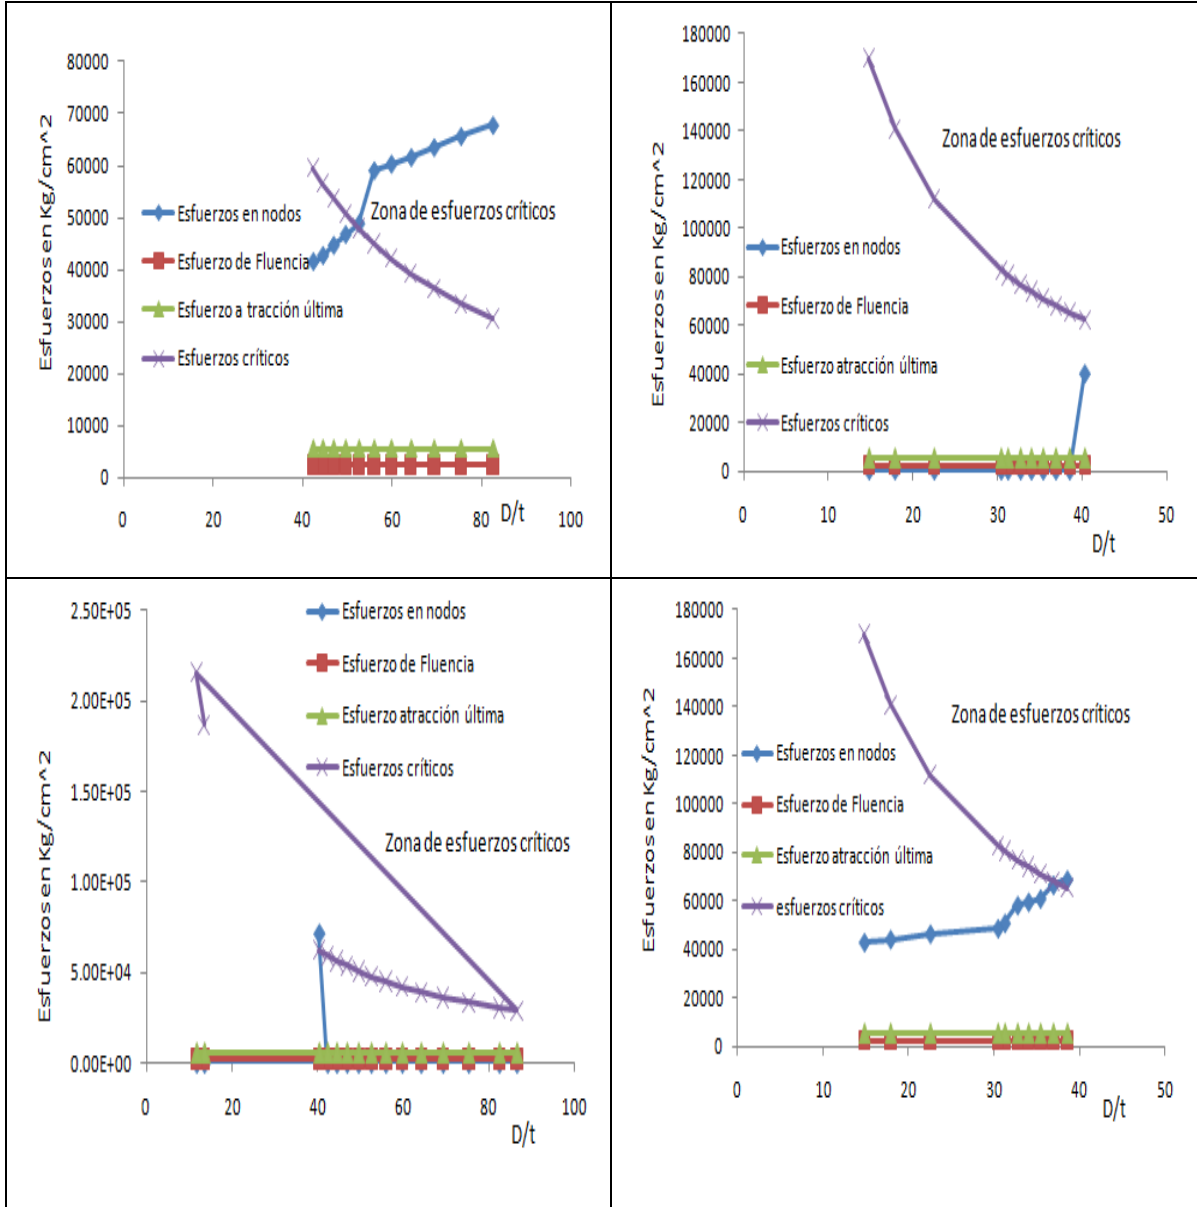 Esfuerzos en Kg/cm^2
80000
70000
60000
50000
40000
30000
20000
10000
0
Esfuerzos en nodos
Esfuerzo de Fluencia
Esfuerzo a tracción última
Esfuerzos críticos
Zona de esfuerzos críticos
0 20 40 60 80 100
D/t
Esfuerzos en Kg/cm^2
180000
160000
140000
120000
100000
80000
60000
40000
20000
0
Zona de esfuerzos críticos
Esfuerzos en nodos
Esfuerzo de Fluencia
Esfuerzo atracción última
Esfuerzos críticos
0 10 20 30 40 50
D/t
Esfuerzos en Kg/cm^2
2.50E+05
2.00E+05
1.50E+05
1.00E+05
5.00E+04
0.00E+00
Esfuerzos en nodos
Esfuerzo de Fluencia
Esfuerzo atracción última
Esfuerzos críticos
Zona de esfuerzos críticos
0 20 40 60 80 100
D/t
Esfuerzos en Kg/cm^2
180000
160000
140000
120000
100000
80000
60000
40000
20000
0
Zona de esfuerzos críticos
Esfuerzos en nodos
Esfuerzo de Fluencia
Esfuerzo atracción última
esfuerzos críticos
0 10 20 30 40 50
D/t